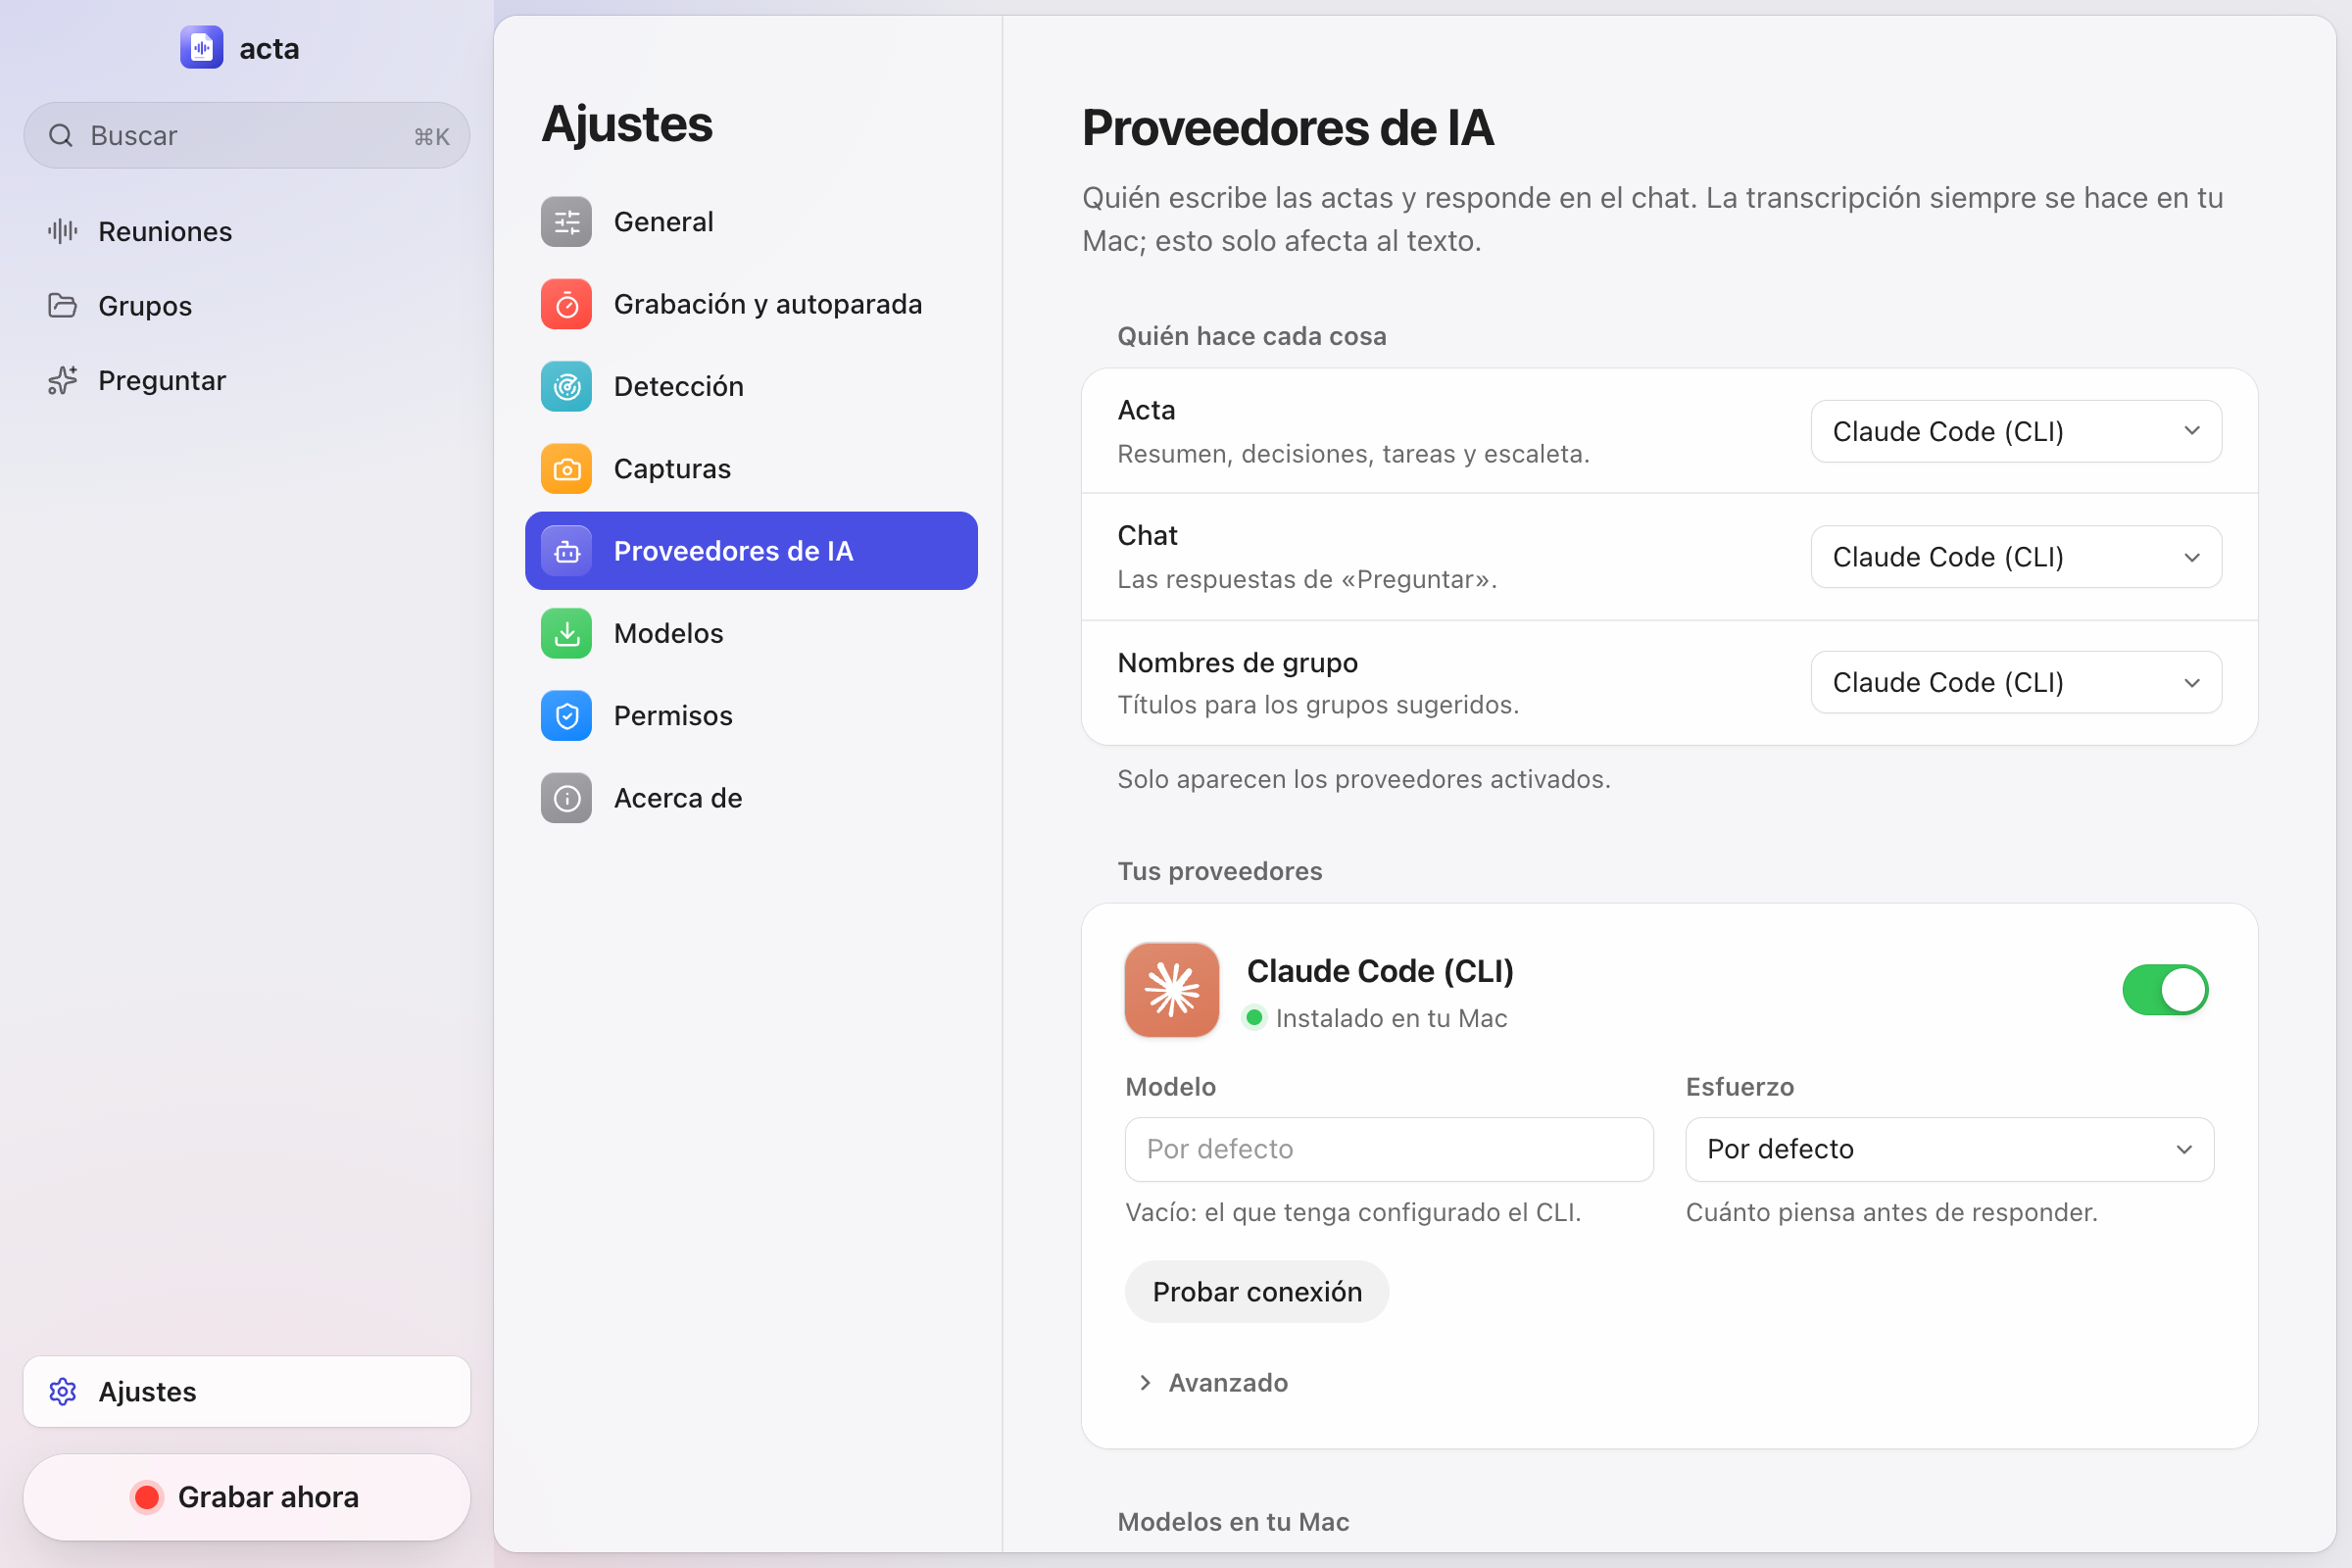 acta
Buscar ⌘K
Reuniones
Grupos
Preguntar
Ajustes
Grabar ahora
Ajustes
General
Grabación y autoparada
Detección
Capturas
Proveedores de IA
Modelos
Permisos
Acerca de
Proveedores de IA
Quién escribe las actas y responde en el chat. La transcripción siempre se hace en tu
Mac; esto solo afecta al texto.
Quién hace cada cosa
Acta
Resumen, decisiones, tareas y escaleta.
Claude Code (CLI)
Chat
Las respuestas de «Preguntar».
Claude Code (CLI)
Nombres de grupo
Títulos para los grupos sugeridos.
Claude Code (CLI)
Solo aparecen los proveedores activados.
Tus proveedores
Claude Code (CLI)
Instalado en tu Mac
Modelo
Por defecto
Vacío: el que tenga configurado el CLI.
Esfuerzo
Por defecto
Cuánto piensa antes de responder.
Probar conexión
Avanzado
Modelos en tu Mac